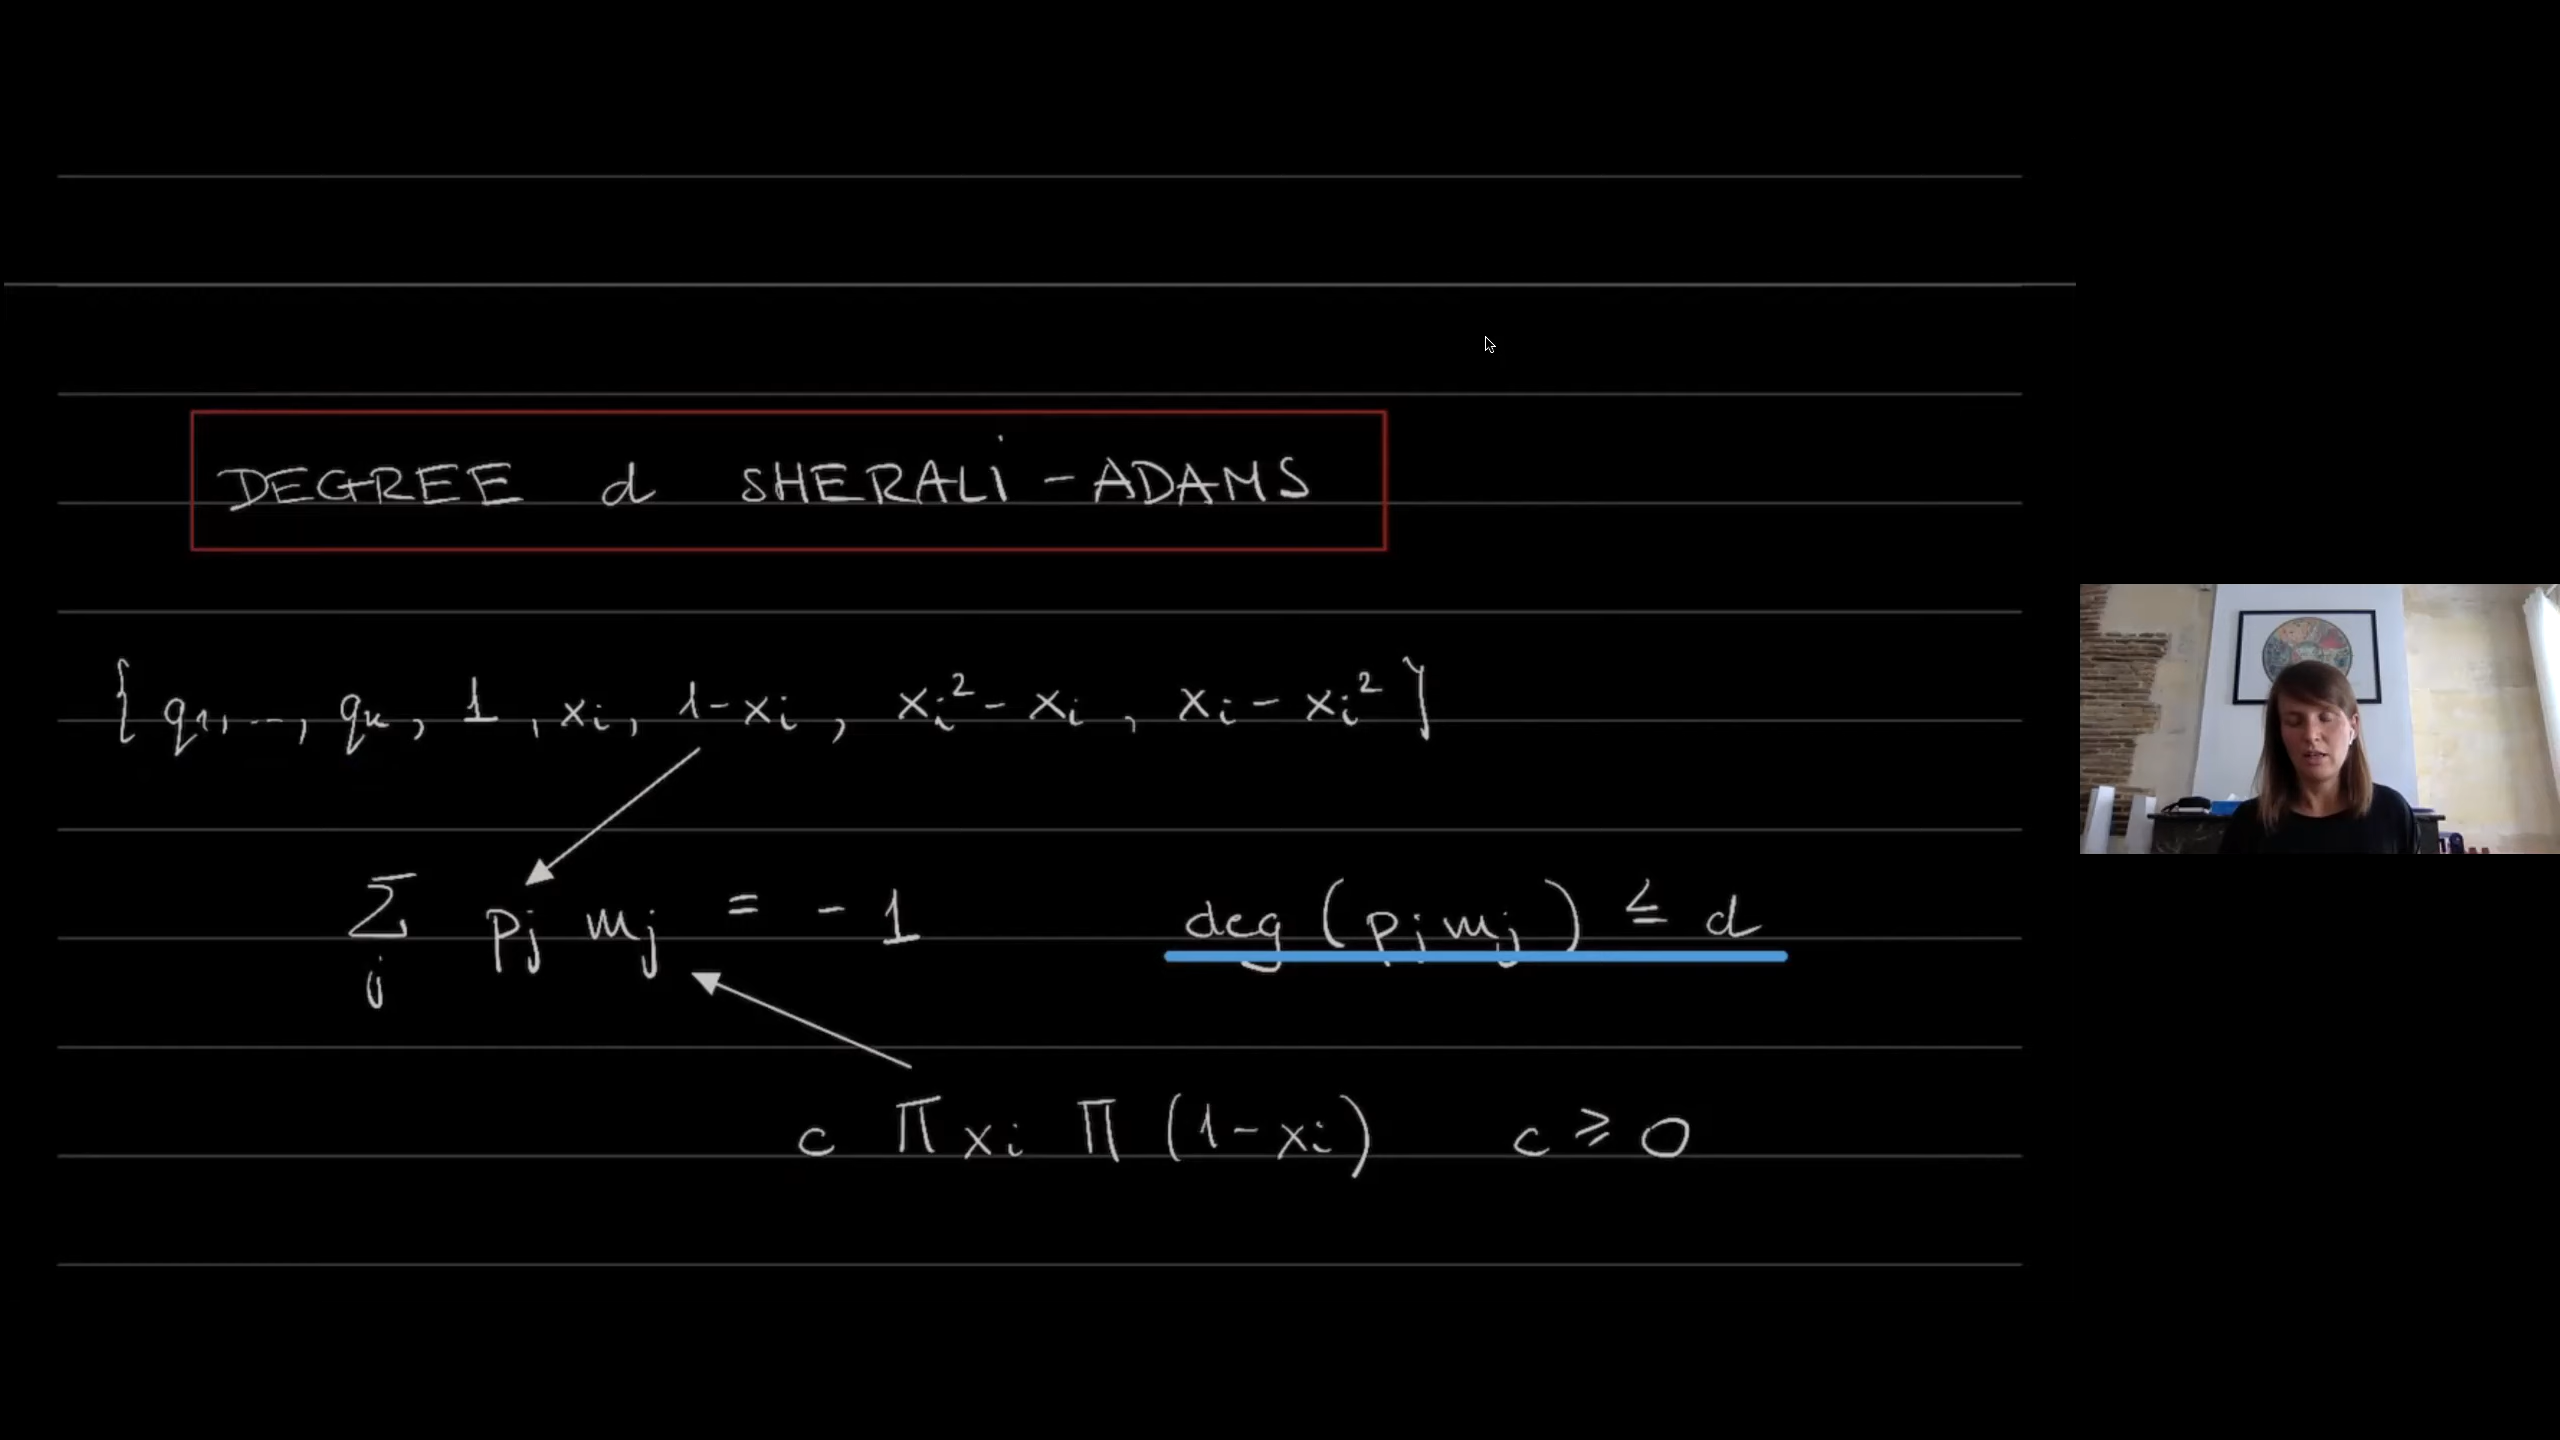 DEGREE d SHERALI - ADAMS
{ q₁, .., qₖ, 1, xᵢ, 1-xᵢ, xᵢ² - xᵢ, xᵢ - xᵢ² }
∑ⱼ pⱼ mⱼ = -1 deg (pⱼ mⱼ) ≤ d
c ∏ xᵢ ∏ (1-xᵢ) c ≥ 0